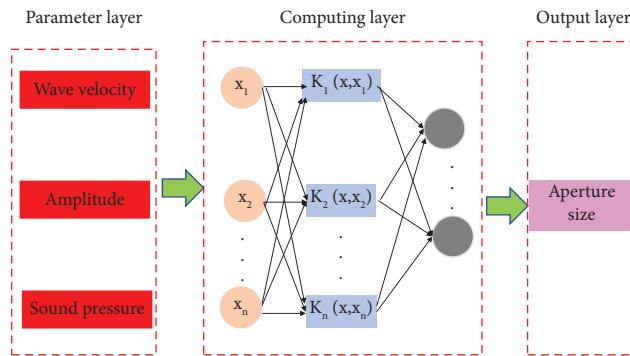 Parameter layer
Computing layer
Output layer
Wave velocity
Amplitude
Sound pressure
x1
x2
xn
K1 (x,x1)
K2 (x,x2)
Kn (x,xn)
Aperture
size